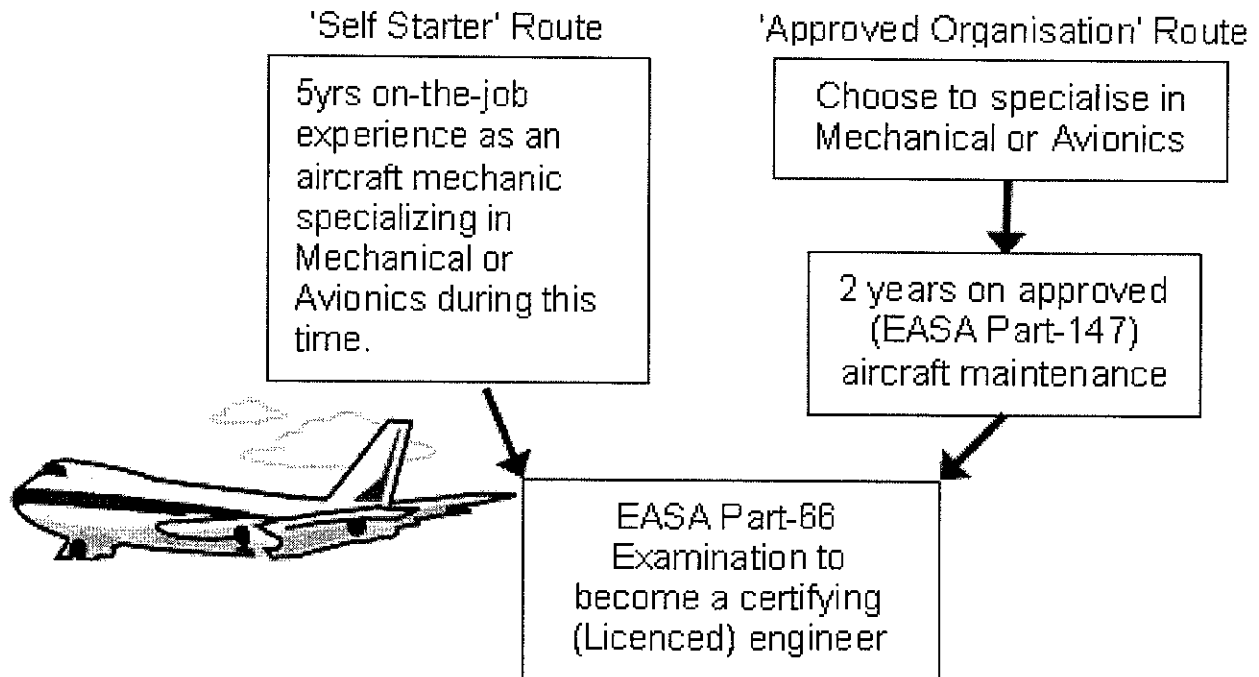 'Self Starter' Route
5yrs on-the-job
experience as an
aircraft mechanic
specializing in
Mechanical or
Avionics during this
time.
'Approved Organisation' Route
Choose to specialise in
Mechanical or Avionics
2 years on approved
(EASA Part-147)
aircraft maintenance
EASA Part-66
Examination to
become a certifying
(Licenced) engineer